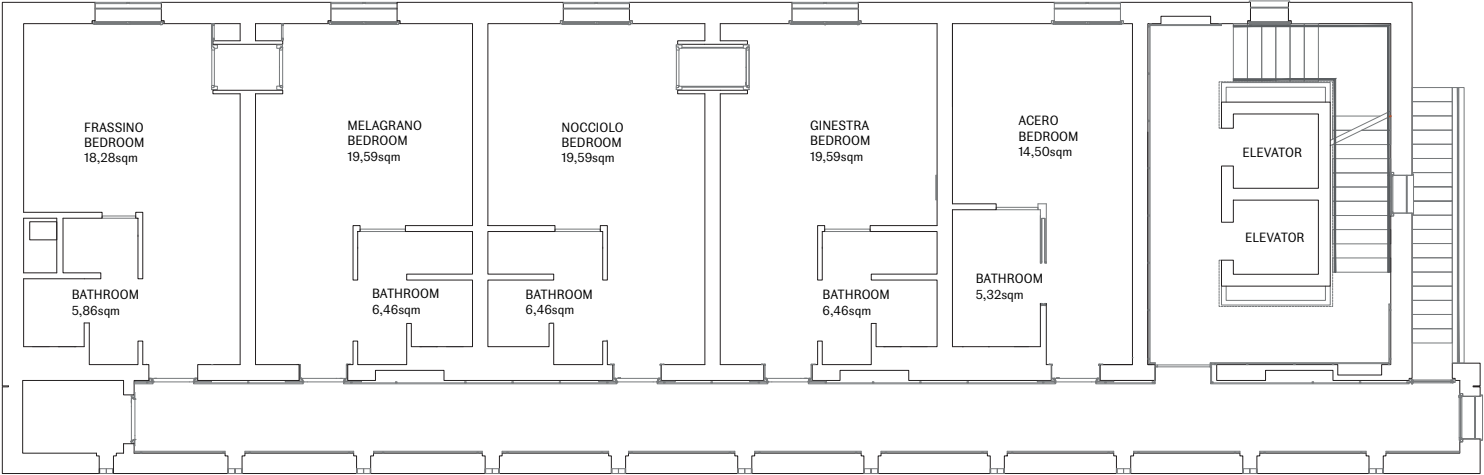 FRASSINO
BEDROOM
18,28sqm
MELAGRANO
BEDROOM
19,59sqm
NOCCIOLO
BEDROOM
19,59sqm
GINESTRA
BEDROOM
19,59sqm
ACERO
BEDROOM
14,50sqm
ELEVATOR
ELEVATOR
BATHROOM
5,86sqm
BATHROOM
6,46sqm
BATHROOM
6,46sqm
BATHROOM
6,46sqm
BATHROOM
5,32sqm